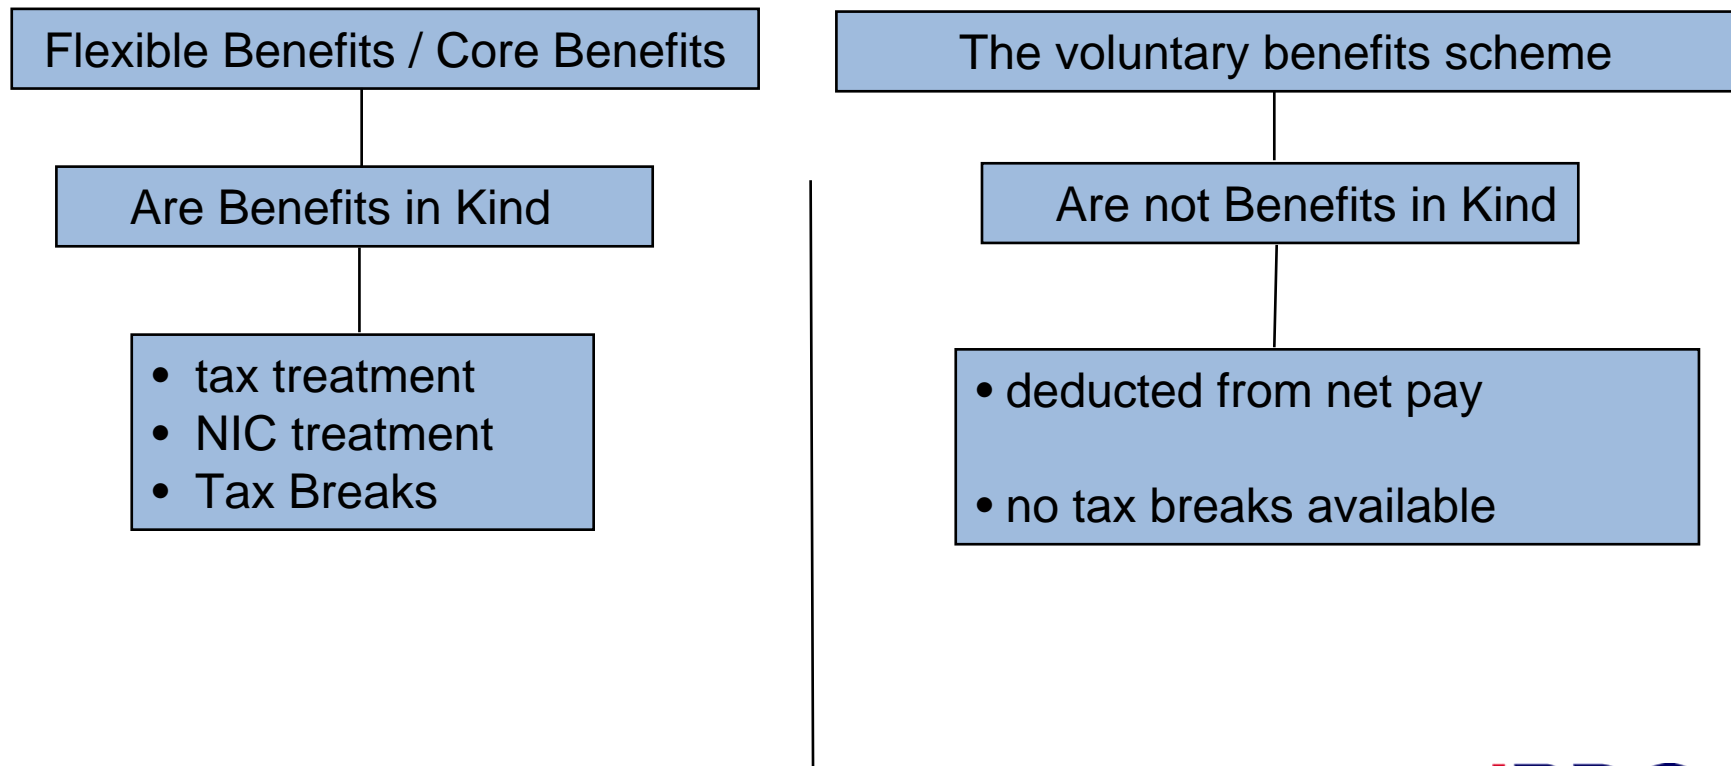 Flexible Benefits / Core Benefits
Are Benefits in Kind
• tax treatment
• NIC treatment
• Tax Breaks
The voluntary benefits scheme
Are not Benefits in Kind
• deducted from net pay
• no tax breaks available